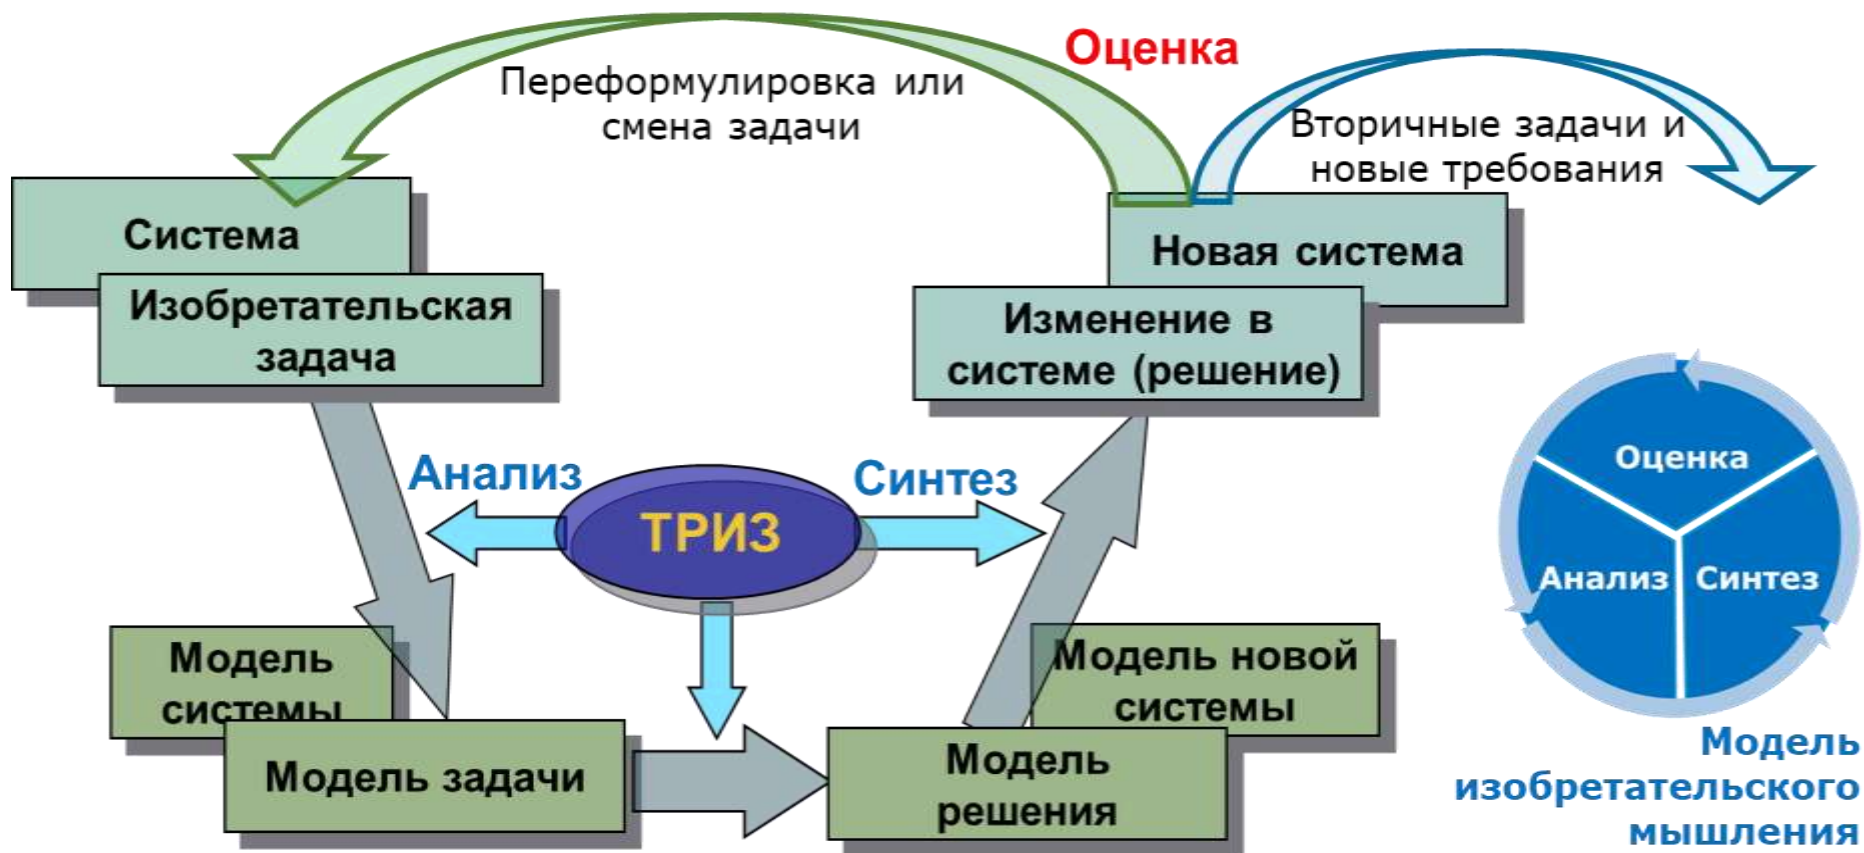 Оценка
Переформулировка или
смена задачи
Вторичные задачи и
новые требования
Система
Изобретательская
задача
Новая система
Изменение в
системе (решение)
Анализ
ТРИЗ
Синтез
Модель
системы
Модель задачи
Модель
решения
Модель новой
системы
Оценка
Анализ
Синтез
Модель
изобретательского
мышления